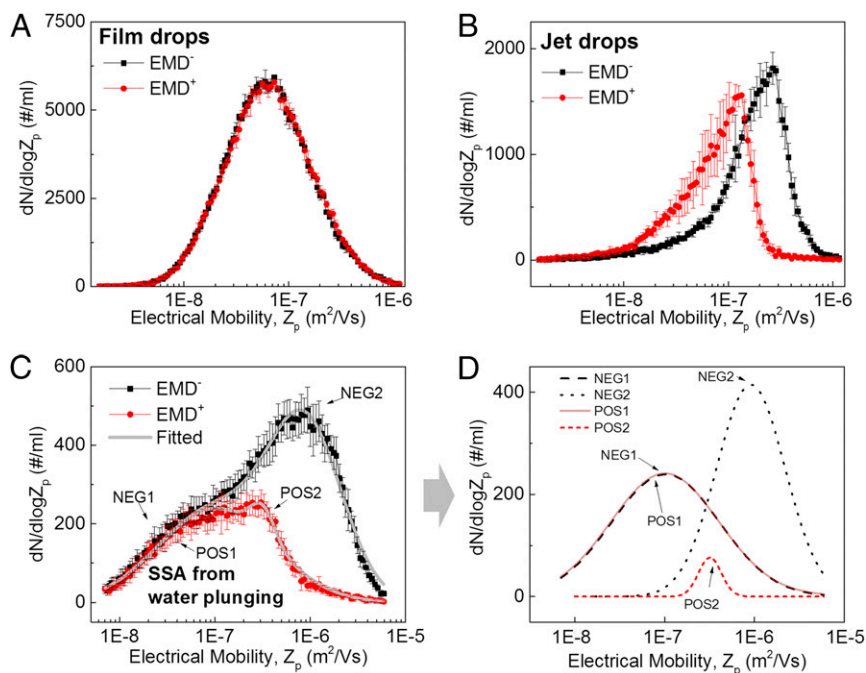 A
Film drops
EMD⁻
EMD⁺
7500
5000
2500
0
dN/dlogZp (#/ml)
1E-8
1E-7
1E-6
Electrical Mobility, Zp (m²/Vs)
B
Jet drops
EMD⁻
EMD⁺
2000
1000
0
dN/dlogZp (#/ml)
1E-8
1E-7
1E-6
Electrical Mobility, Zp (m²/Vs)
C
EMD⁻
EMD⁺
Fitted
NEG2
NEG1
POS2
POS1
SSA from
water plunging
600
400
200
0
dN/dlogZp (#/ml)
1E-8
1E-7
1E-6
Electrical Mobility, Zp (m²/Vs)
D
NEG1
NEG2
POS1
POS2
NEG2
NEG1
POS1
POS2
400
200
0
dN/dlogZp (#/ml)
1E-8
1E-7
1E-6
1E-5
Electrical Mobility, Zp (m²/Vs)